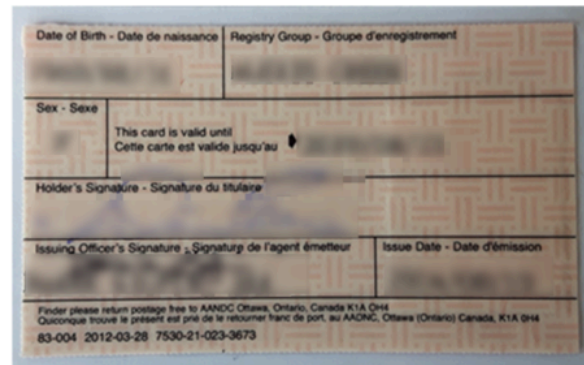 Date of Birth - Date de naissance
Registry Group - Groupe d'enregistrement
Sex - Sexe
This card is valid until
Cette carte est valide jusqu'au
Holder's Signature - Signature du titulaire
Issuing Officer's Signature - Signature de l'agent émetteur
Issue Date - Date d'émission
Finder please return postage free to AANDC Ottawa, Ontario, Canada K1A 0H4
Quiconque trouve le présent est prié de le retourner franc de port, au AADNC, Ottawa (Ontario) Canada, K1A 0H4
83-004 2012-03-28 7530-21-023-3673